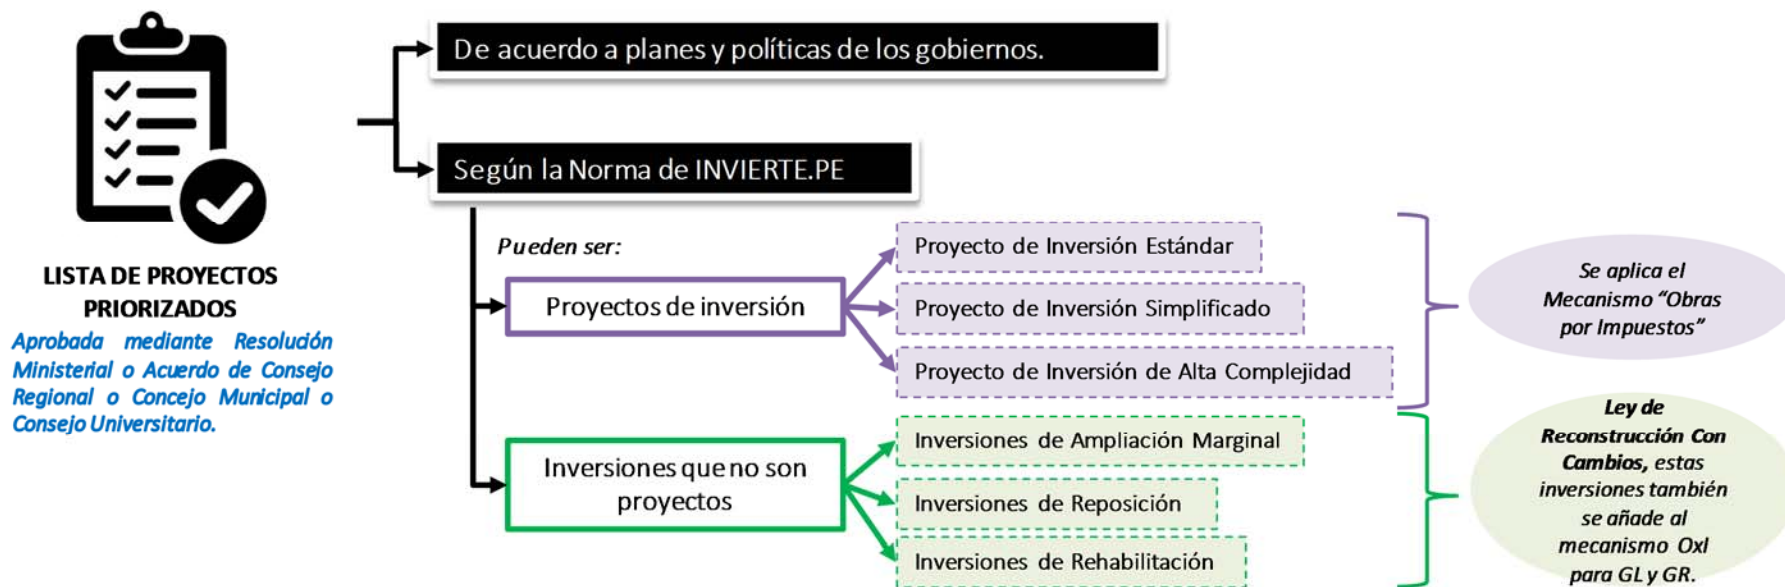 LISTA DE PROYECTOS
PRIORIZADOS
Aprobada mediante Resolución
Ministerial o Acuerdo de Consejo
Regional o Concejo Municipal o
Consejo Universitario.
De acuerdo a planes y políticas de los gobiernos.
Según la Norma de INVIERTE.PE
Pueden ser:
Proyectos de inversión
Proyecto de Inversión Estándar
Proyecto de Inversión Simplificado
Proyecto de Inversión de Alta Complejidad
Se aplica el
Mecanismo “Obras
por Impuestos”
Inversiones que no son
proyectos
Inversiones de Ampliación Marginal
Inversiones de Reposición
Inversiones de Rehabilitación
Ley de
Reconstrucción Con
Cambios, estas
inversiones también
se añade al
mecanismo OxI
para GL y GR.